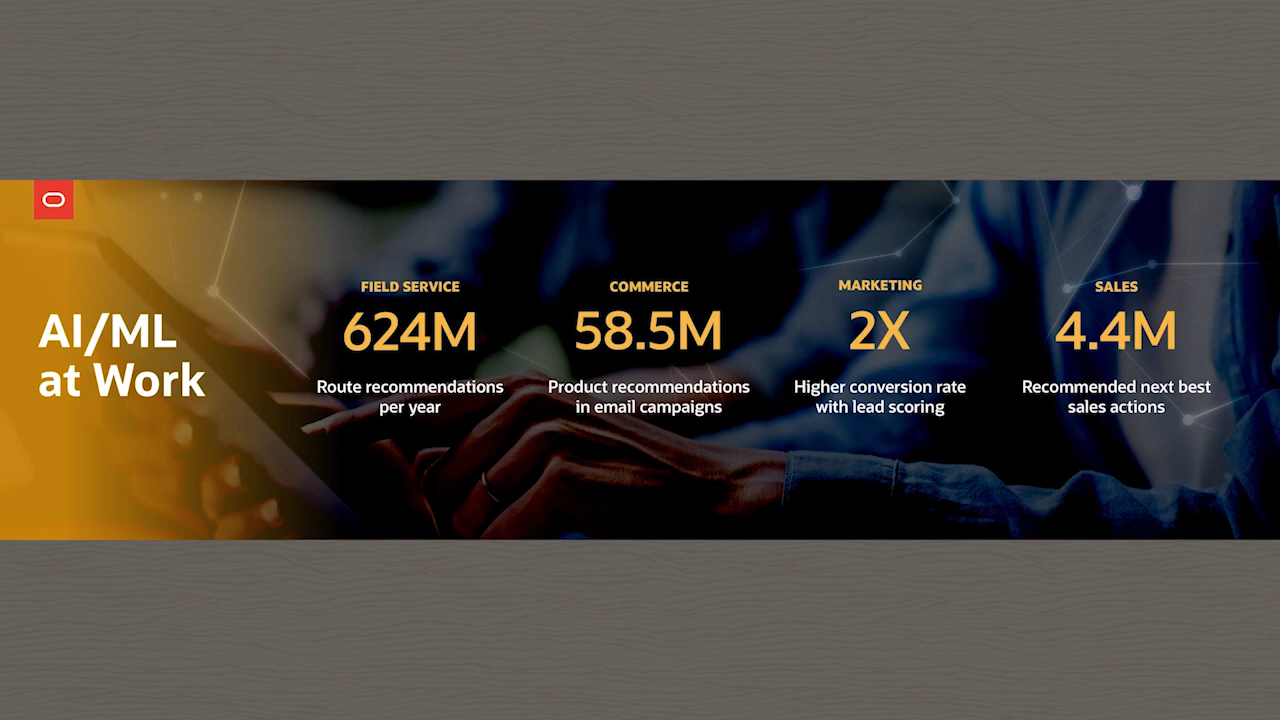 AI/ML
at Work
FIELD SERVICE
624M
Route recommendations
per year
COMMERCE
58.5M
Product recommendations
in email campaigns
MARKETING
2X
Higher conversion rate
with lead scoring
SALES
4.4M
Recommended next best
sales actions